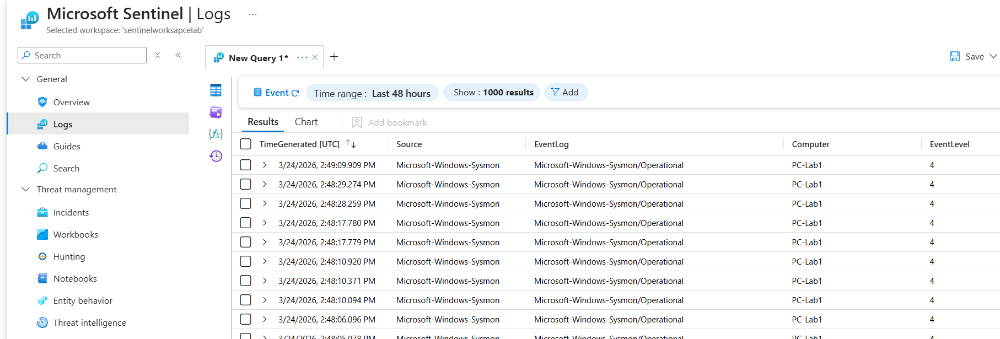 Microsoft Sentinel | Logs ...
Selected workspace: 'sentinelworksapcelab'
Search
General
Overview
Logs
Guides
Search
Threat management
Incidents
Workbooks
Hunting
Notebooks
Entity behavior
Threat intelligence
New Query 1* ...
Save
Event
Time range : Last 48 hours
Show : 1000 results
Add
Results Chart Add bookmark
TimeGenerated [UTC] Source EventLog Computer EventLevel
3/24/2026, 2:49:09.909 PM Microsoft-Windows-Sysmon Microsoft-Windows-Sysmon/Operational PC-Lab1 4
3/24/2026, 2:48:29.274 PM Microsoft-Windows-Sysmon Microsoft-Windows-Sysmon/Operational PC-Lab1 4
3/24/2026, 2:48:28.259 PM Microsoft-Windows-Sysmon Microsoft-Windows-Sysmon/Operational PC-Lab1 4
3/24/2026, 2:48:17.780 PM Microsoft-Windows-Sysmon Microsoft-Windows-Sysmon/Operational PC-Lab1 4
3/24/2026, 2:48:17.779 PM Microsoft-Windows-Sysmon Microsoft-Windows-Sysmon/Operational PC-Lab1 4
3/24/2026, 2:48:10.920 PM Microsoft-Windows-Sysmon Microsoft-Windows-Sysmon/Operational PC-Lab1 4
3/24/2026, 2:48:10.371 PM Microsoft-Windows-Sysmon Microsoft-Windows-Sysmon/Operational PC-Lab1 4
3/24/2026, 2:48:10.094 PM Microsoft-Windows-Sysmon Microsoft-Windows-Sysmon/Operational PC-Lab1 4
3/24/2026, 2:48:06.096 PM Microsoft-Windows-Sysmon Microsoft-Windows-Sysmon/Operational PC-Lab1 4
3/24/2026, 2:48:05.078 PM Microsoft-Windows-Sysmon Microsoft-Windows-Sysmon/Operational PC-Lab1 4